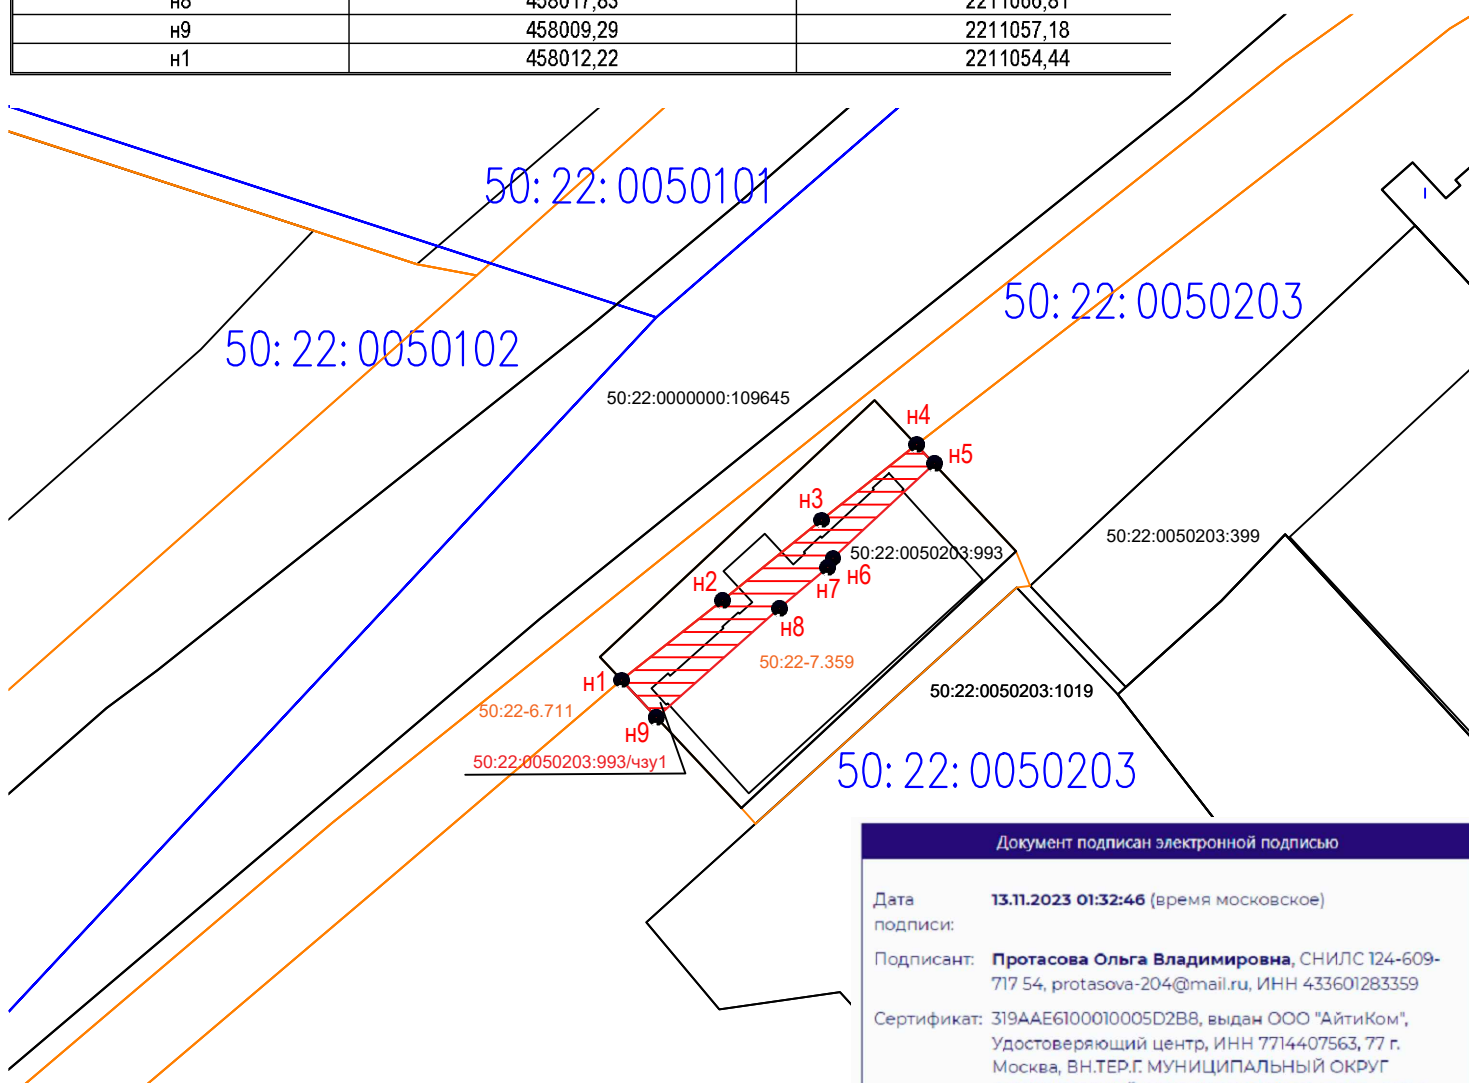 н8 458017,83 2211066,81
н9 458009,29 2211057,18
н1 458012,22 2211054,44
50:22:0050101
50:22:0050203
50:22:0050102
50:22:0000000:109645
н4
н5
н3
50:22:0050203:399
50:22:0050203:993
н6
н7
н2
н8
50:22-7.359
н1
50:22:0050203:1019
50:22-6.711
н9
50:22:0050203:993/чзу1
50:22:0050203
Документ подписан электронной подписью
Дата 13.11.2023 01:32:46 (время московское)
подписи:
Подписант: Протасова Ольга Владимировна, СНИЛС 124-609-
717 54, protasova-204@mail.ru, ИНН 433601283359
Сертификат: 319AAE6100010005D2B8, выдан ООО "АйтиКом",
Удостоверяющий центр, ИНН 7714407563, 77 г.
Москва, ВН.ТЕР.Г. МУНИЦИПАЛЬНЫЙ ОКРУГ